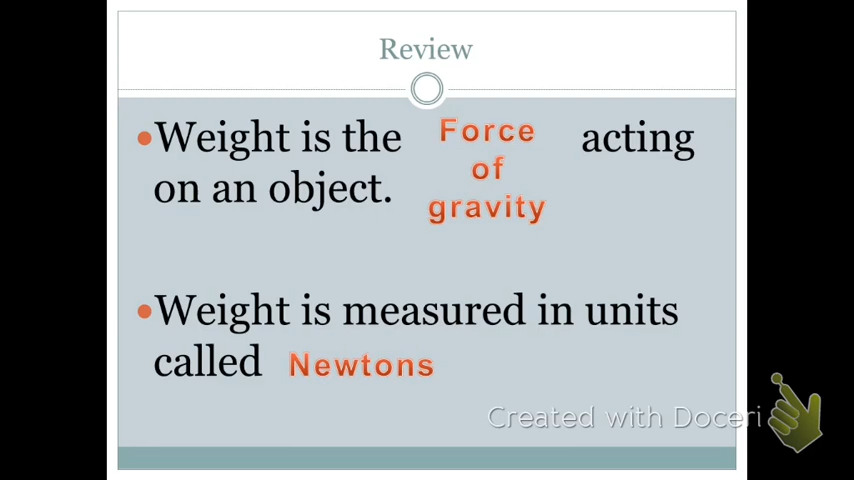 Review
•Weight is the Force of gravity acting
on an object.
•Weight is measured in units
called Newtons
Created with Doceri